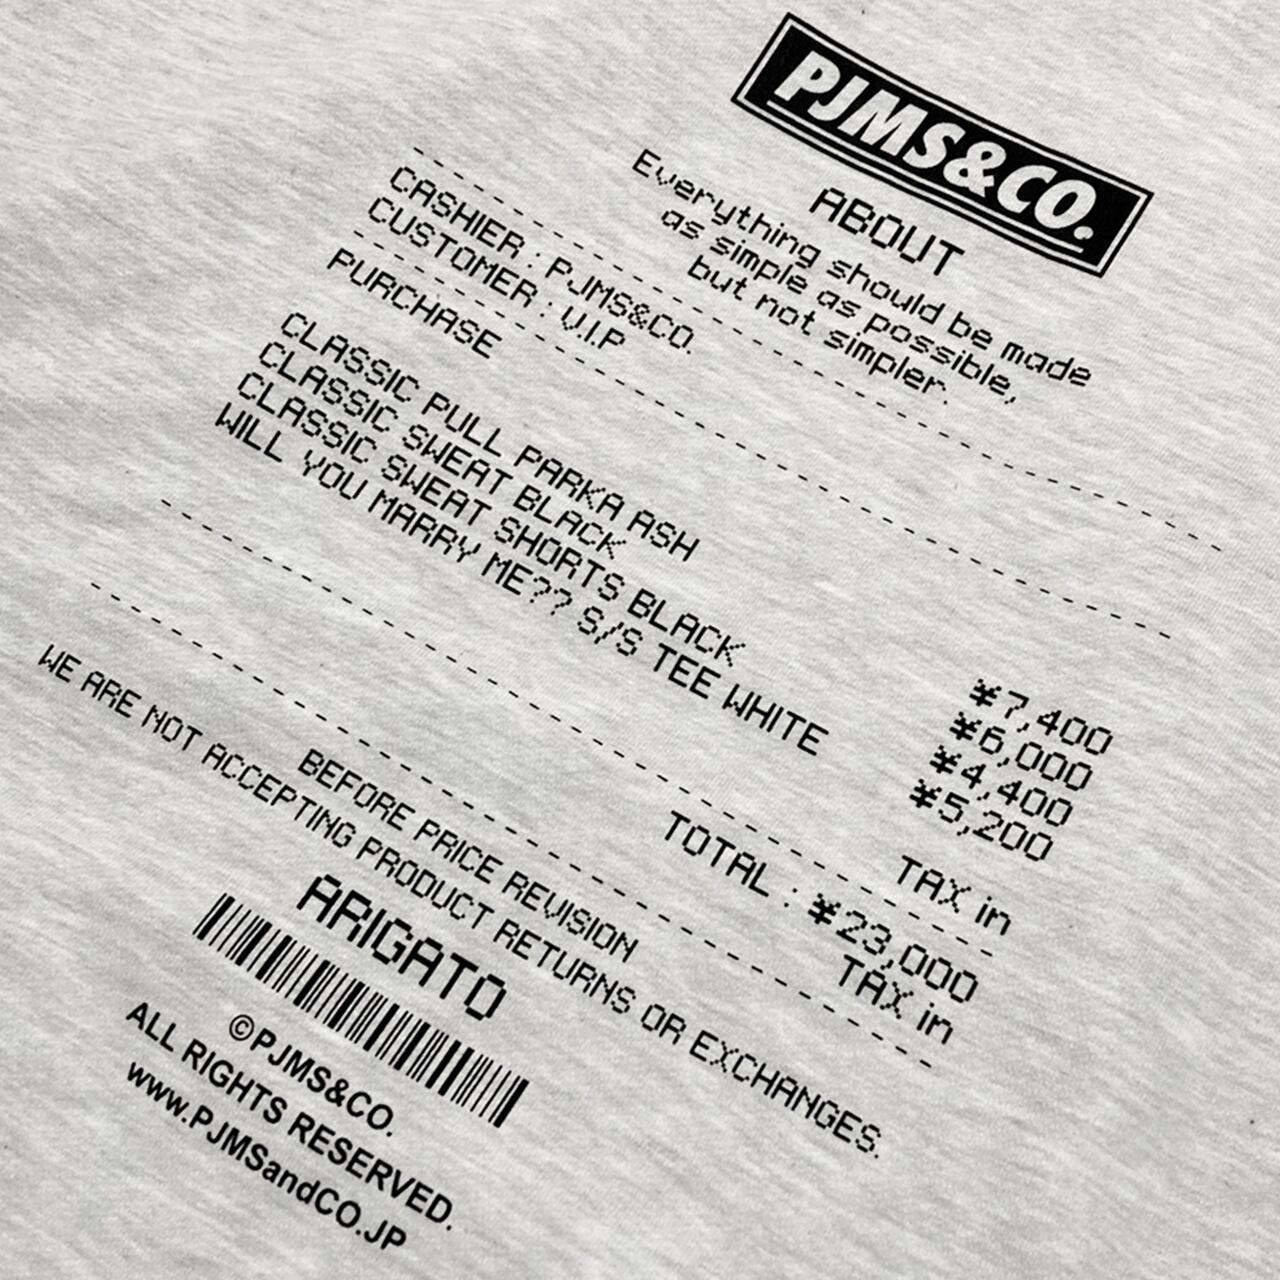 PJMS&CO.
ABOUT
Everything should be made
as simple as possible,
but not simpler.
CASHIER : PJMS&CO.
CUSTOMER : V.I.P
PURCHASE
CLASSIC PULL PARKA ASH ¥7,400
CLASSIC SWEAT BLACK ¥6,000
CLASSIC SWEAT SHORTS BLACK ¥4,400
WILL YOU MARRY ME?? S/S TEE WHITE ¥5,200
TAX in
TOTAL : ¥23,000
TAX in
BEFORE PRICE REVISION
WE ARE NOT ACCEPTING PRODUCT RETURNS OR EXCHANGES.
ARIGATO
©PJMS&CO.
ALL RIGHTS RESERVED.
www.PJMSandCO.JP